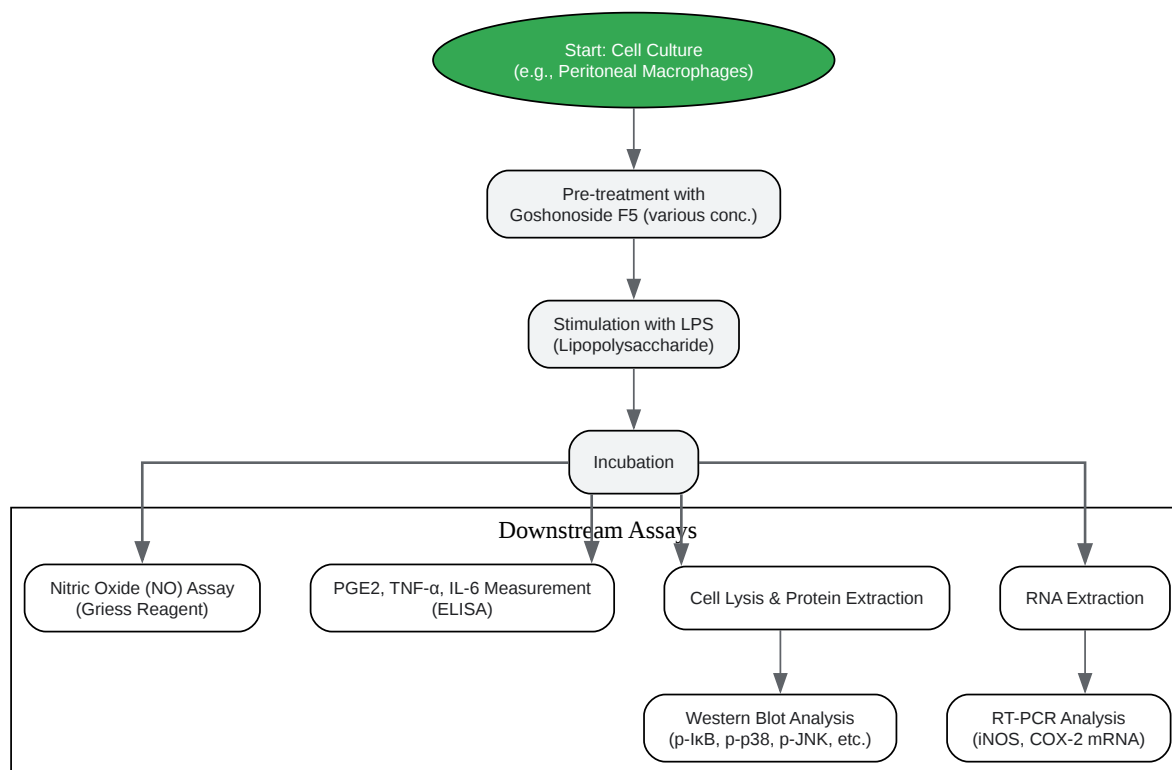 Start: Cell Culture
(e.g., Peritoneal Macrophages)
Pre-treatment with
Goshonoside F5 (various conc.)
Stimulation with LPS
(Lipopolysaccharide)
Incubation
Downstream Assays
Nitric Oxide (NO) Assay
(Griess Reagent)
PGE2, TNF-α, IL-6 Measurement
(ELISA)
Cell Lysis & Protein Extraction
RNA Extraction
Western Blot Analysis
(p-IκB, p-p38, p-JNK, etc.)
RT-PCR Analysis
(iNOS, COX-2 mRNA)